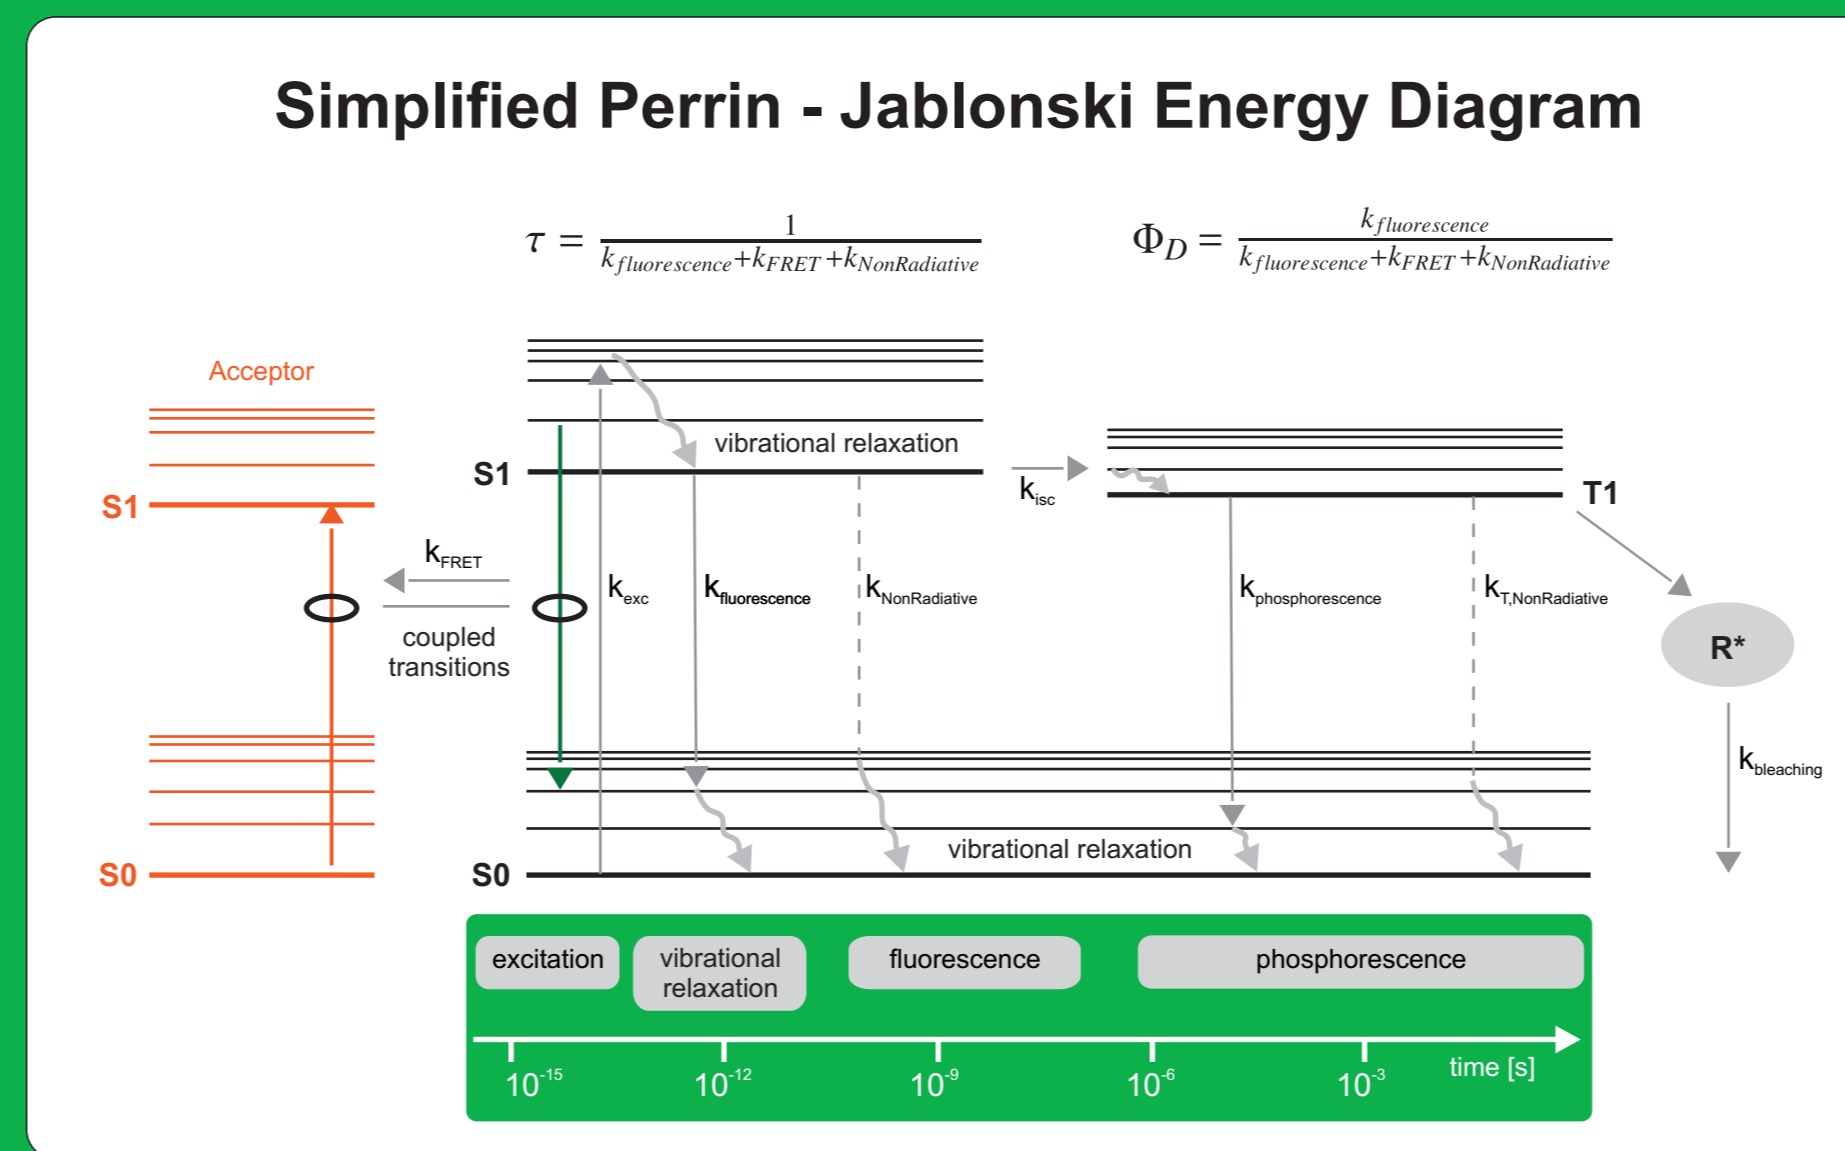 Simplified Perrin - Jablonski Energy Diagram
τ = 1 / k_fluorescence+k_FRET+k_NonRadiative
Φ_D = k_fluorescence / k_fluorescence+k_FRET+k_NonRadiative
Acceptor
S1
S0
k_FRET
coupled
transitions
S1
vibrational relaxation
k_exc
k_fluorescence
k_NonRadiative
k_isc
T1
k_phosphorescence
k_T,NonRadiative
R*
k_bleaching
vibrational relaxation
S0
excitation
vibrational
relaxation
fluorescence
phosphorescence
10^-15
10^-12
10^-9
10^-6
10^-3
time [s]